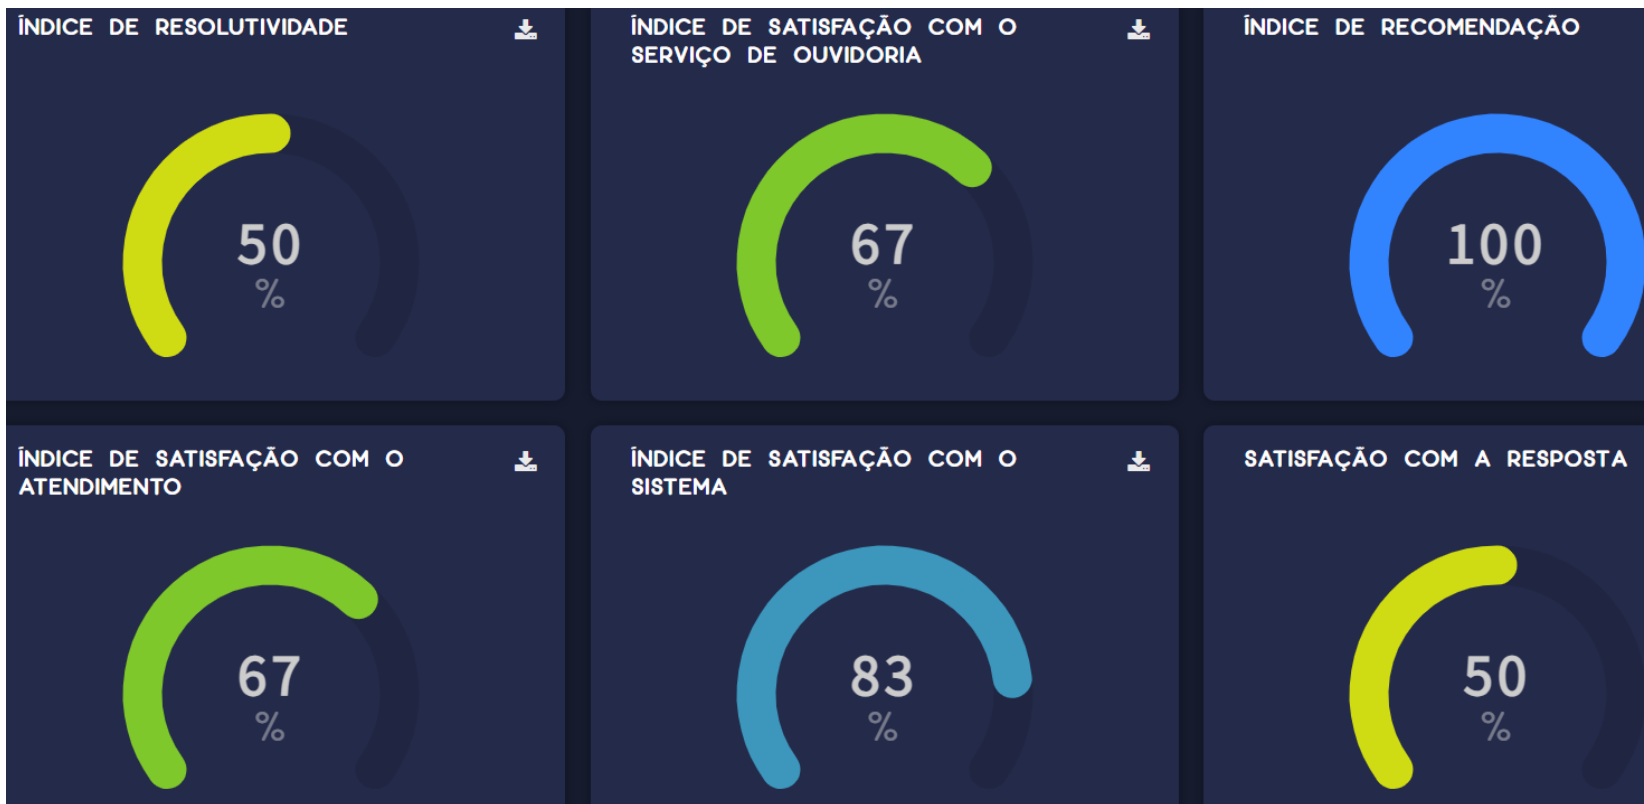 ÍNDICE DE RESOLUTIVIDADE
50
%
ÍNDICE DE SATISFAÇÃO COM O
SERVIÇO DE OUVIDORIA
67
%
ÍNDICE DE RECOMENDAÇÃO
100
%
ÍNDICE DE SATISFAÇÃO COM O
ATENDIMENTO
67
%
ÍNDICE DE SATISFAÇÃO COM O
SISTEMA
83
%
SATISFAÇÃO COM A RESPOSTA
50
%